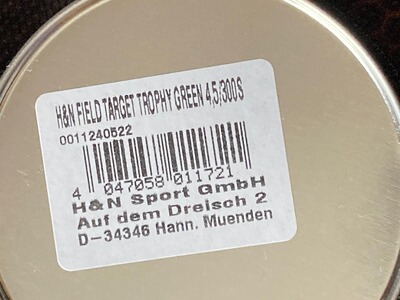 H&N FIELD TARGET TROPHY GREEN 4,5/300S
0011240522
4 047058 011721
H&N Sport GmbH
Auf dem Dreisch 2
D-34346 Hann. Muenden